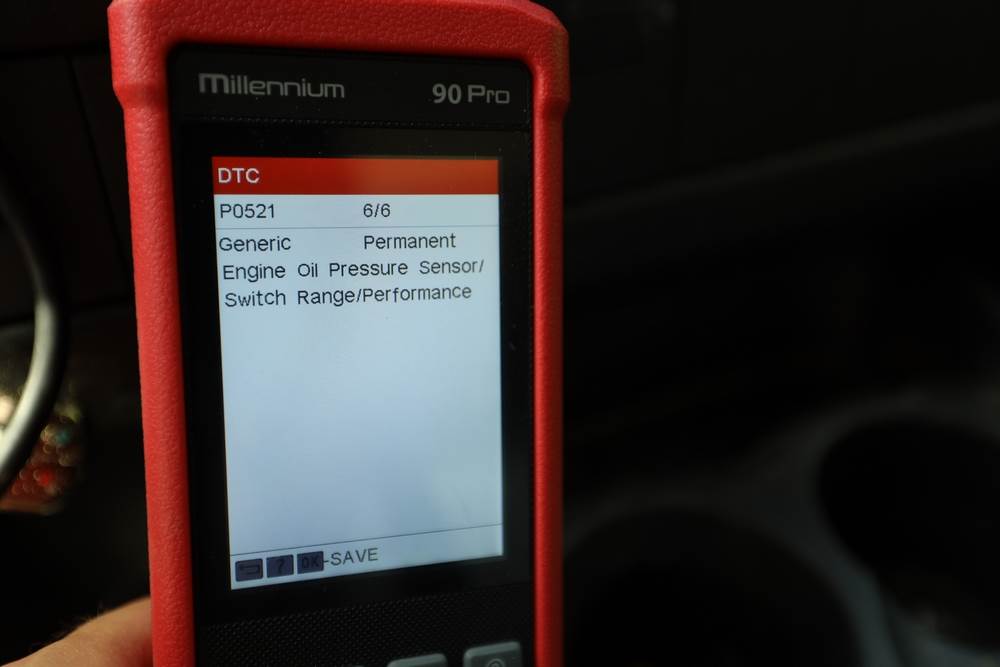 Millennium 90 Pro
DTC
P0521 6/6
Generic Permanent
Engine Oil Pressure Sensor/
Switch Range/Performance
? OK-SAVE